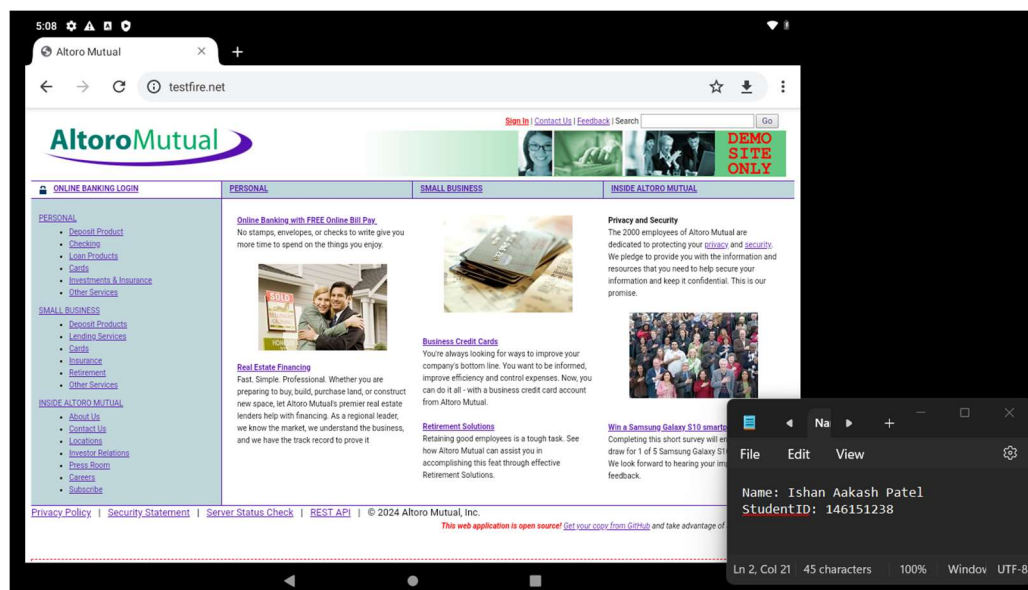 5:08
Altoro Mutual
testfire.net
Sign In | Contact Us | Feedback | Search Go
AltoroMutual
DEMO
SITE
ONLY
ONLINE BANKING LOGIN
PERSONAL
SMALL BUSINESS
INSIDE ALTORO MUTUAL
PERSONAL
Deposit Product
Checking
Loan Products
Cards
Investments & Insurance
Other Services
SMALL BUSINESS
Deposit Products
Lending Services
Cards
Insurance
Retirement
Other Services
INSIDE ALTORO MUTUAL
About Us
Contact Us
Locations
Investor Relations
Press Room
Careers
Subscribe
Online Banking with FREE Online Bill Pay
No stamps, envelopes, or checks to write give you
more time to spend on the things you enjoy.
SOLD
Real Estate Financing
Fast. Simple. Professional. Whether you are
preparing to buy, build, purchase land, or construct
new space, let Altoro Mutual's premier real estate
lenders help with financing. As a regional leader,
we know the market, we understand the business,
and we have the track record to prove it
Business Credit Cards
You're always looking for ways to improve your
company's bottom line. You want to be informed,
improve efficiency and control expenses. Now, you
can do it all - with a business credit card account
from Altoro Mutual.
Retirement Solutions
Retaining good employees is a tough task. See
how Altoro Mutual can assist you in
accomplishing this feat through effective
Retirement Solutions.
Privacy and Security
The 2000 employees of Altoro Mutual are
dedicated to protecting your privacy and security.
We pledge to provide you with the information and
resources that you need to help secure your
information and keep it confidential. This is our
promise.
Win a Samsung Galaxy S10
Completing this short survey will
draw for 1 of 5 Samsung Galaxy
We look forward to hearing your
feedback.
Privacy Policy | Security Statement | Server Status Check | REST API | © 2024 Altoro Mutual, Inc.
This web application is open source! Get your copy from GitHub and take advantage of
File Edit View
Name: Ishan Aakash Patel
StudentID: 146151238
Ln 2, Col 21 45 characters 100% UTF-8